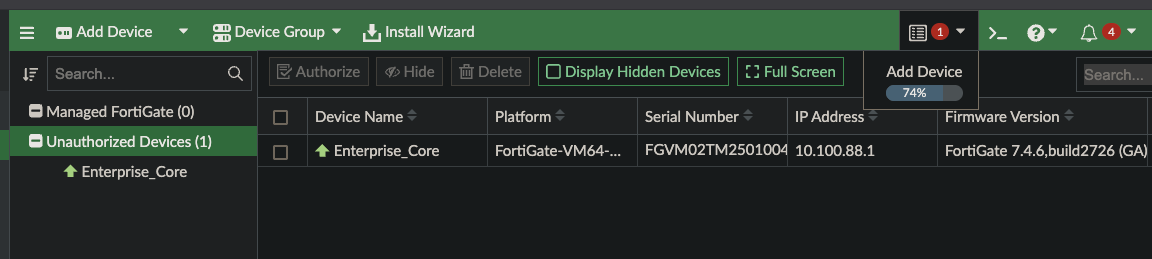 Add Device Device Group Install Wizard 1 4
Search... Authorize Hide Delete Display Hidden Devices Full Screen Add Device Search...
74%
Managed FortiGate (0) Device Name Platform Serial Number IP Address Firmware Version
Unauthorized Devices (1) Enterprise_Core FortiGate-VM64-... FGVM02TM2501004 10.100.88.1 FortiGate 7.4.6,build2726 (GA)
Enterprise_Core